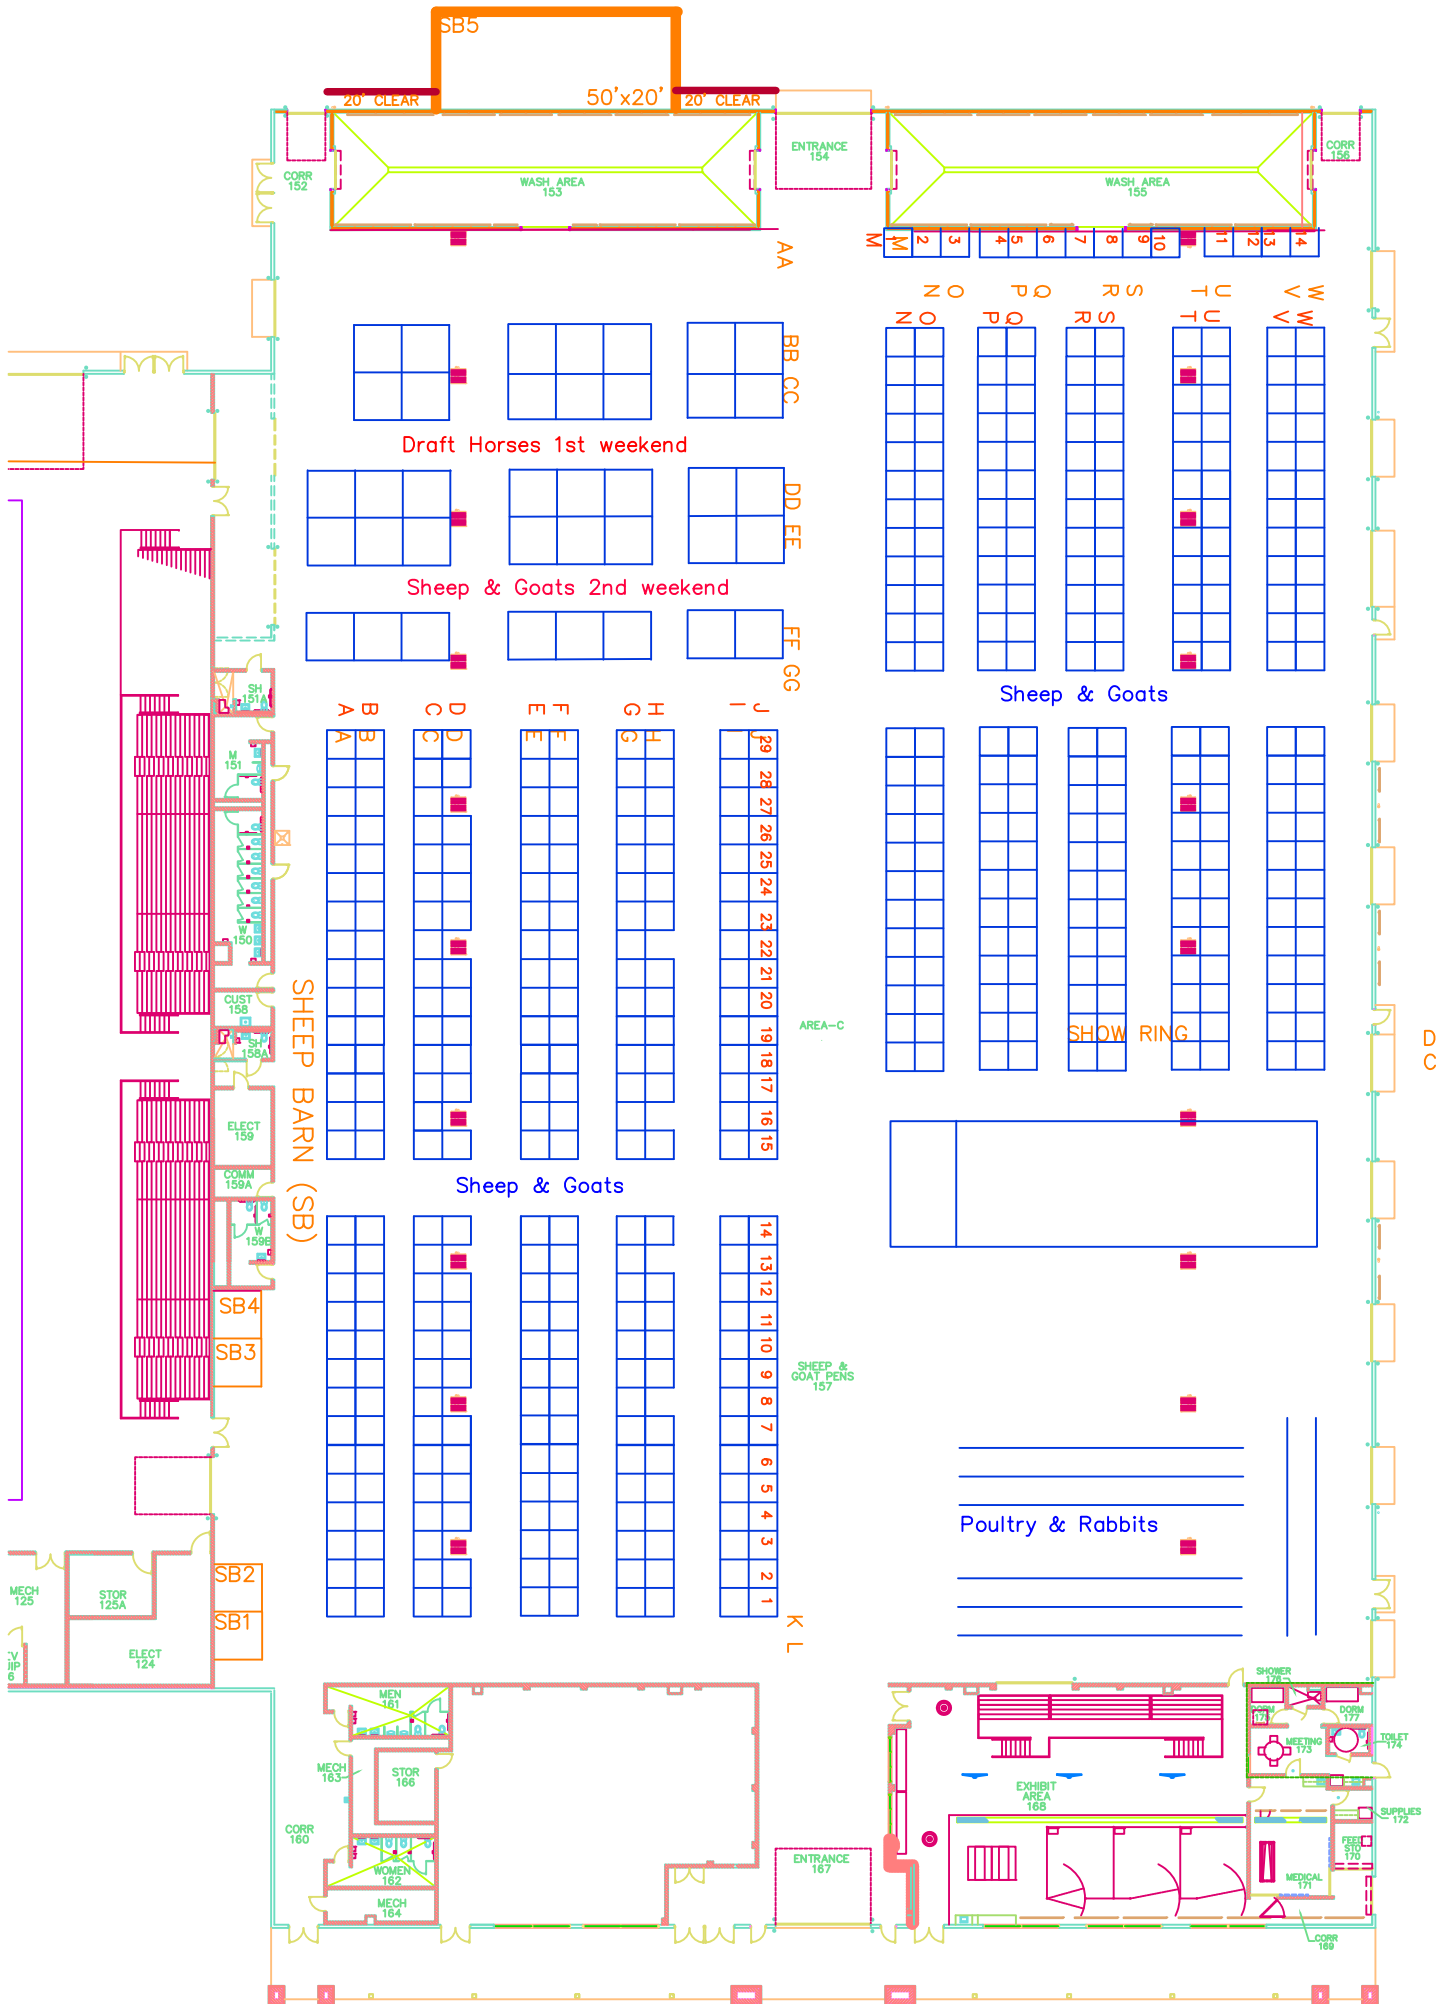 SB5
50'x20'
20' CLEAR
20' CLEAR
CORR
152
WASH AREA
153
ENTRANCE
154
WASH AREA
155
CORR
156
AA
M
M
1
2
3
4
5
6
7
8
9
10
11
12
13
14
N O P Q R S T U V W
N O P Q R S T U V W
BB CC
Draft Horses 1st weekend
DD EE
Sheep & Goats 2nd weekend
FF GG
SH
151A
Sheep & Goats
A B C D E F G H I J
A B C D E F G H I J
M
151
29
28
27
26
25
24
23
22
21
20
19
18
17
16
15
W
150
CUST
158
SH
158A
SHEEP BARN (SB)
AREA-C
SHOW RING
D
C
ELECT
159
COMM
159A
Sheep & Goats
W
159B
14
13
12
11
10
9
8
7
6
5
4
3
2
1
SB4
SB3
SHEEP &
GOAT PENS
157
Poultry & Rabbits
SB2
SB1
MECH
125
STOR
125A
ELECT
124
K L
MEN
161
MECH
163
STOR
166
CORR
160
WOMEN
162
MECH
164
ENTRANCE
167
EXHIBIT
AREA
168
SHOWER
176
DORM
DORM
177
MEETING
173
TOILET
174
SUPPLIES
172
FEED
STO
170
MEDICAL
171
CORR
169